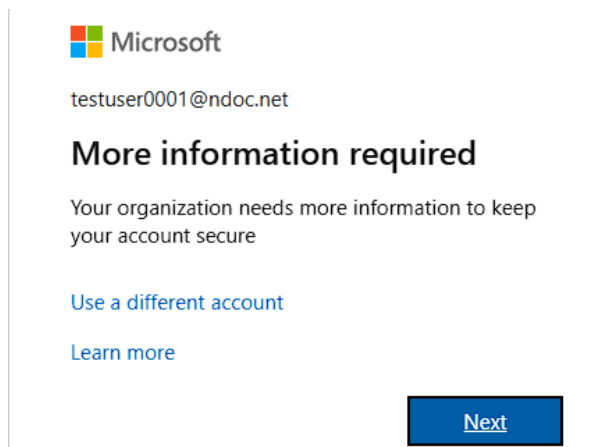 Microsoft
testuser0001@ndoc.net
More information required
Your organization needs more information to keep
your account secure
Use a different account
Learn more
Next